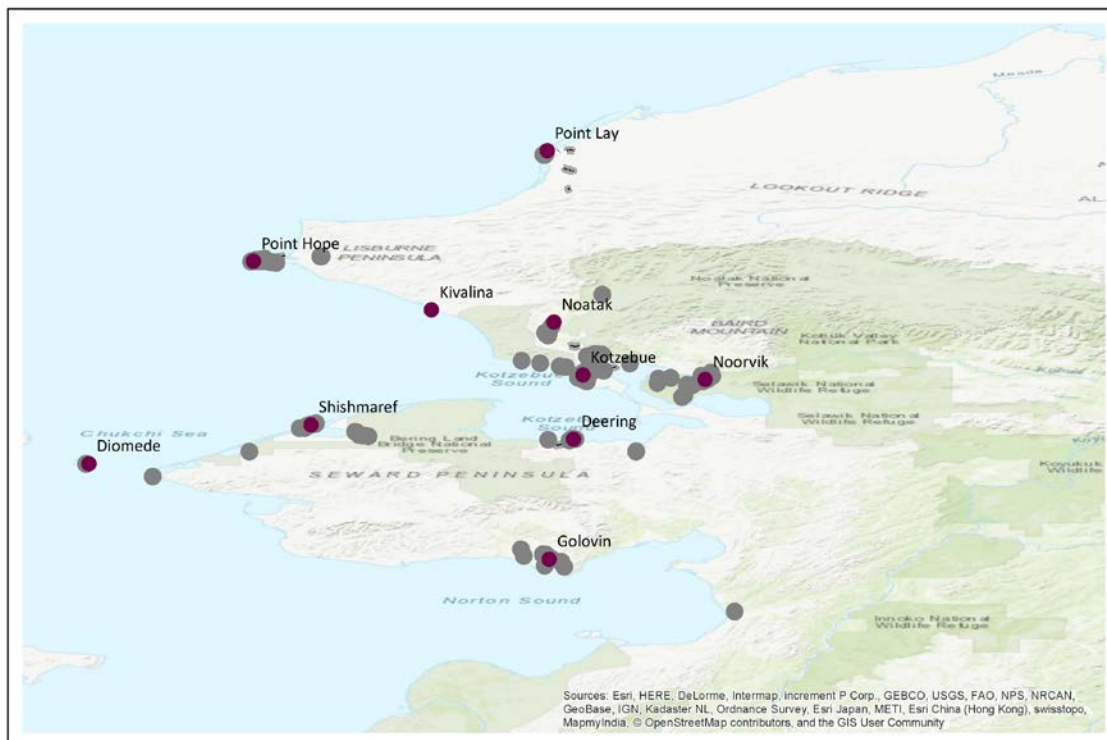 Meade
Point Lay
LOOKOUT RIDGE
Point Hope
LISBURNE
PENINSULA
Noatak National
Preserve
Kivalina
Noatak
BAIRD
MOUNTAIN
Kobuk Valley
National Park
Kotzebue
Noorvik
Kotzebue
Sound
Selawik National
Wildlife Refuge
Shishmaref
Kotzebue
Sound
Deering
Selawik National
Wildlife Refuge
Chukchi Sea
Diomede
Bering Land
Bridge National
Preserve
SEWARD PENINSULA
Koyukuk
Wildlife
Golovin
Norton Sound
Innoko National
Wildlife Refuge
Sources: Esri, HERE, DeLorme, Intermap, increment P Corp., GEBCO, USGS, FAO, NPS, NRCAN,
GeoBase, IGN, Kadaster NL, Ordnance Survey, Esri Japan, METI, Esri China (Hong Kong), swisstopo,
MapmyIndia, © OpenStreetMap contributors, and the GIS User Community